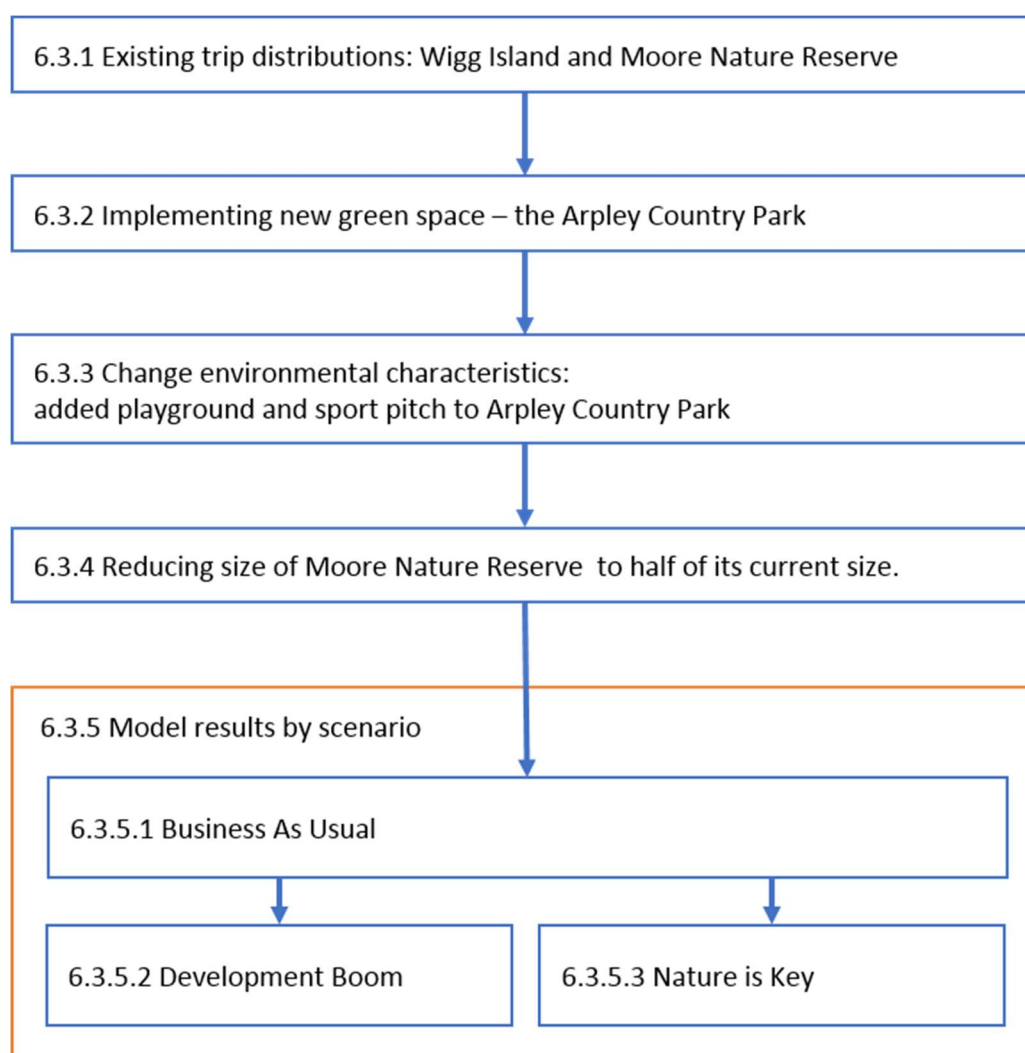 6.3.1 Existing trip distributions: Wigg Island and Moore Nature Reserve
6.3.2 Implementing new green space – the Arpley Country Park
6.3.3 Change environmental characteristics:
added playground and sport pitch to Arpley Country Park
6.3.4 Reducing size of Moore Nature Reserve  to half of its current size.
6.3.5 Model results by scenario
6.3.5.1 Business As Usual
6.3.5.2 Development Boom
6.3.5.3 Nature is Key